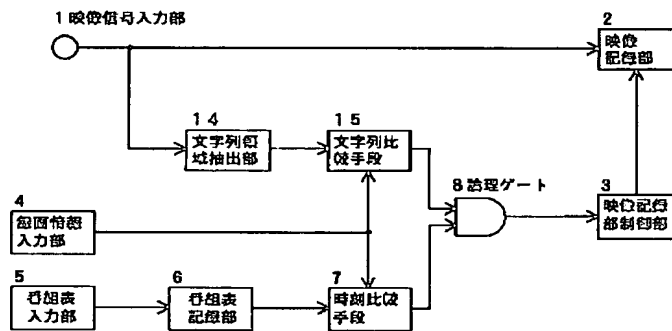 1 映像信号入力部
2
映像
記録部
14
文字列領
域抽出部
15
文字列比
較手段
8 論理ゲート
3
映像記録
部制御部
4
録画情報
入力部
5
番組表
入力部
6
番組表
記録部
7
時刻比較
手段